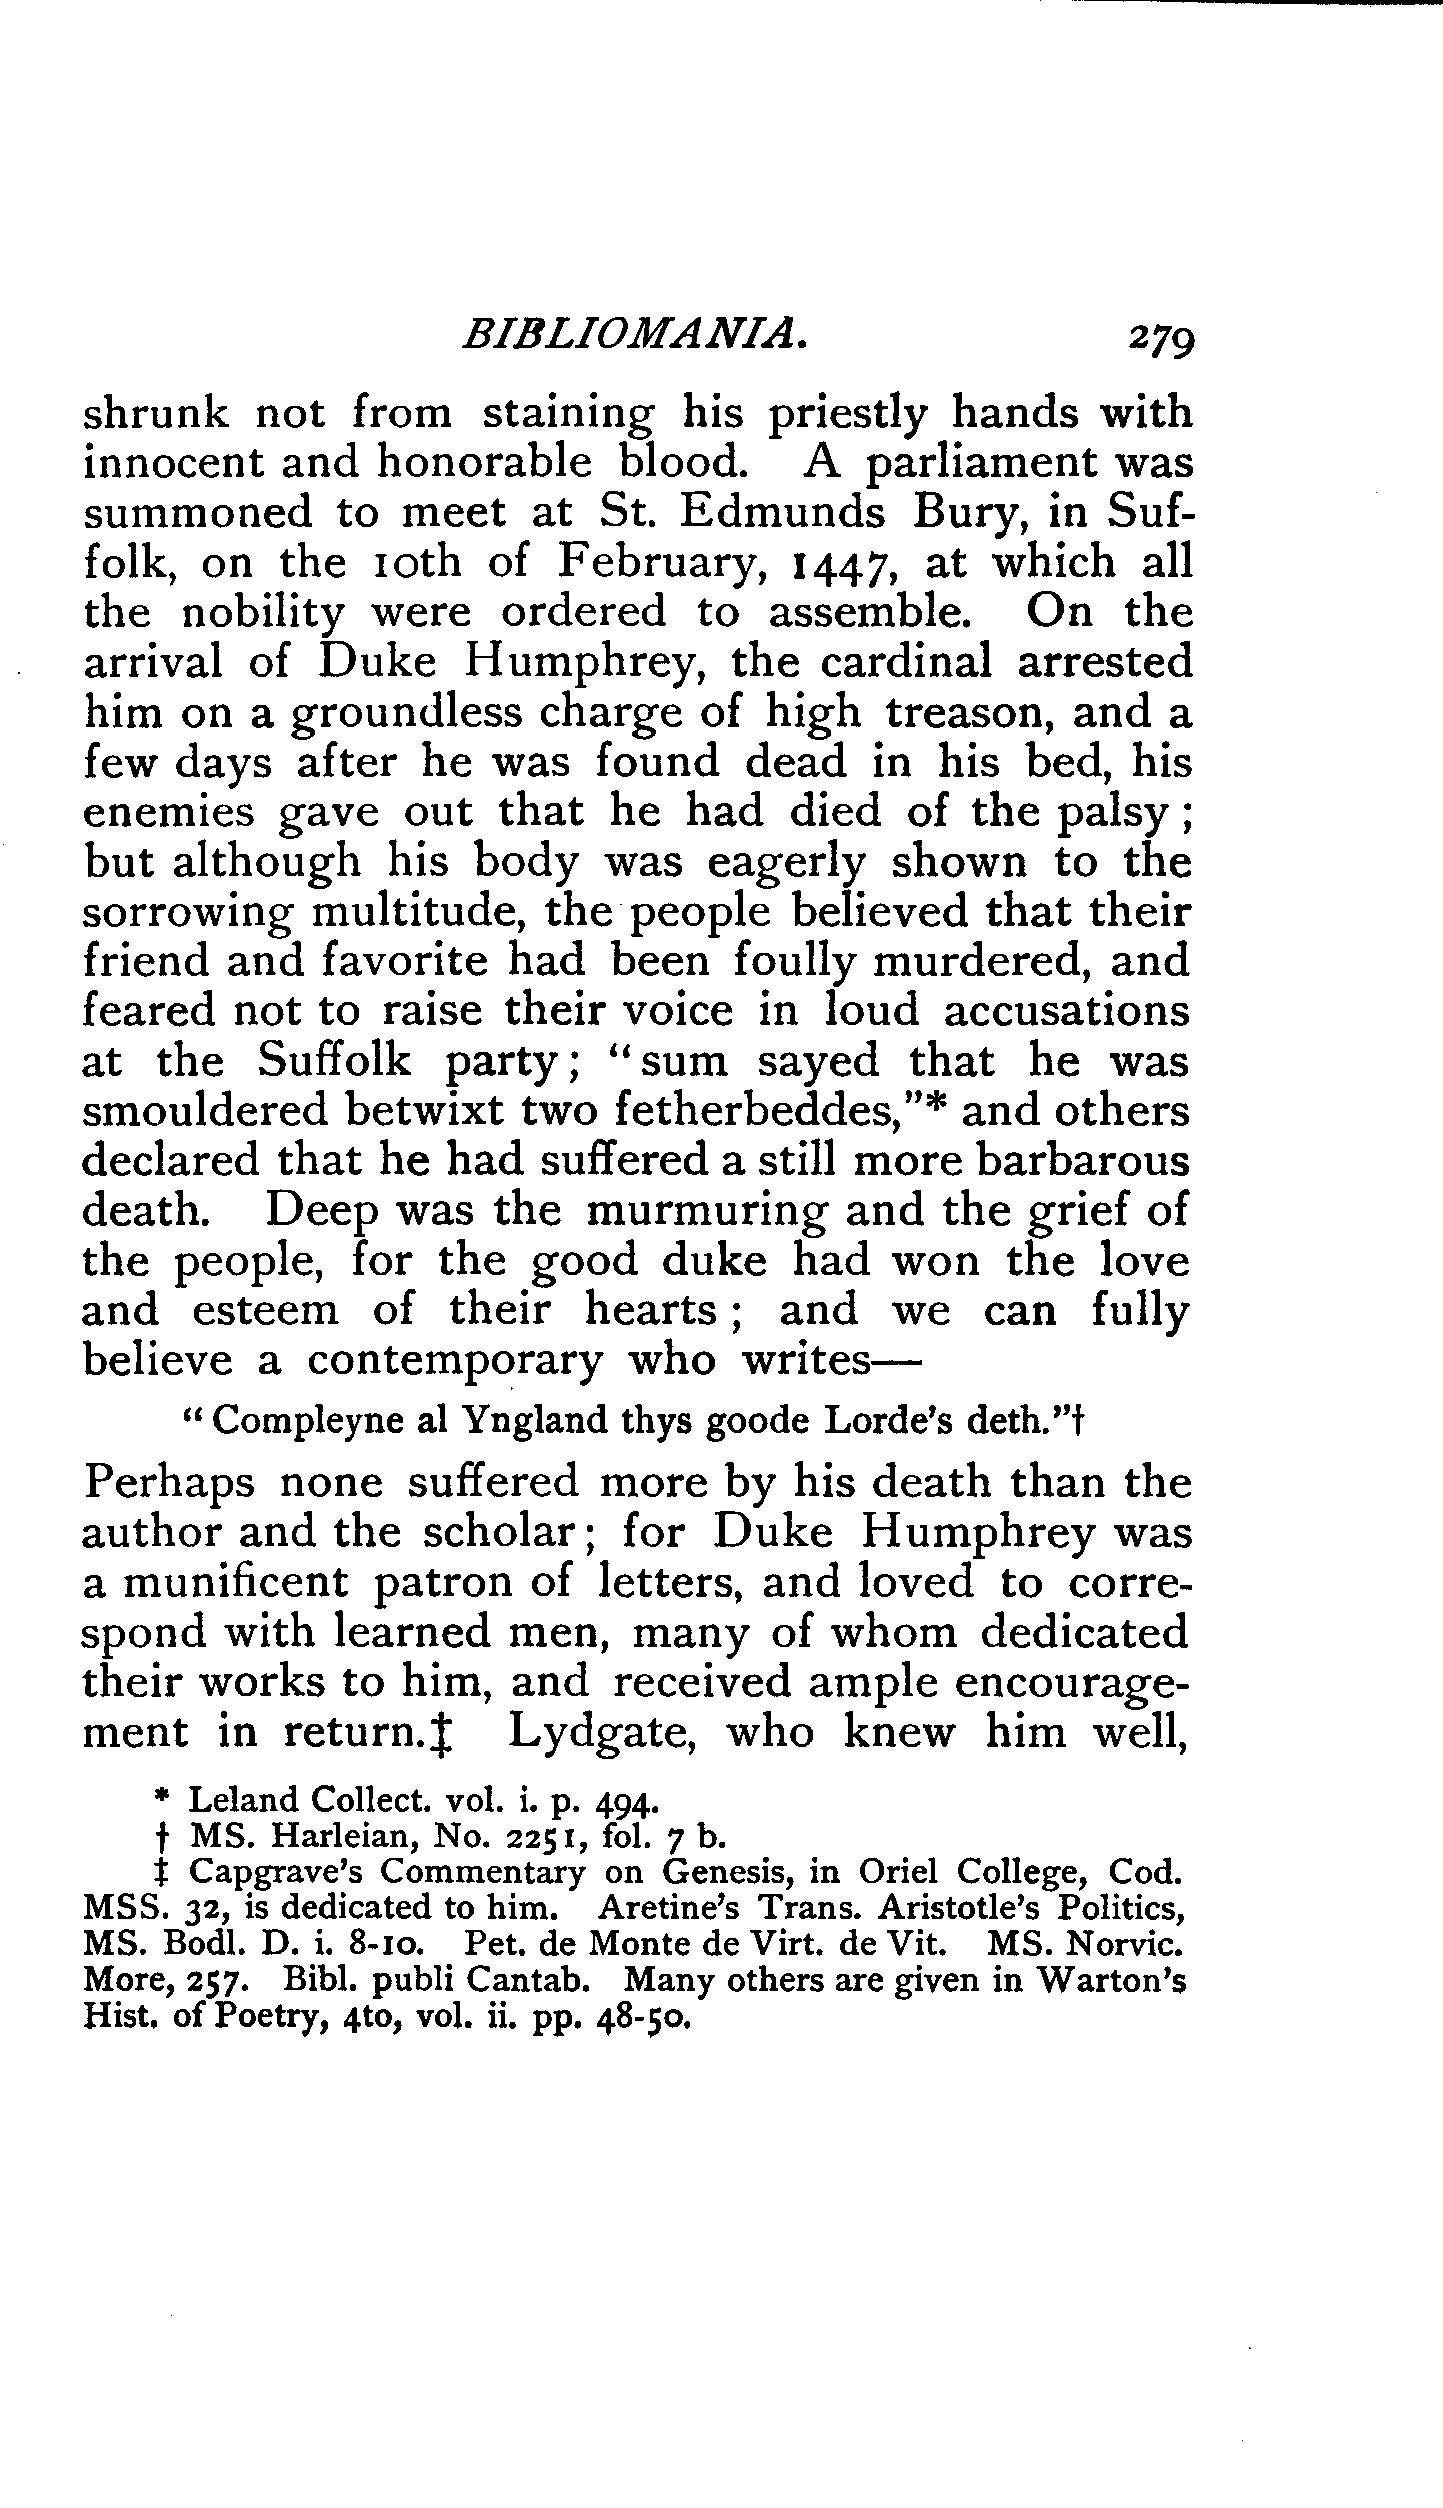 BIBLIOMANIA. 279
shrunk not from staining his priestly hands with
innocent and honorable blood. A parliament was
summoned to meet at St. Edmunds Bury, in Suf-
folk, on the 10th of February, 1447, at which all
the nobility were ordered to assemble. On the
arrival of Duke Humphrey, the cardinal arrested
him on a groundless charge of high treason, and a
few days after he was found dead in his bed, his
enemies gave out that he had died of the palsy;
but although his body was eagerly shown to the
sorrowing multitude, the people believed that their
friend and favorite had been foully murdered, and
feared not to raise their voice in loud accusations
at the Suffolk party; "sum sayed that he was
smouldered betwixt two fetherbeddes,"* and others
declared that he had suffered a still more barbarous
death. Deep was the murmuring and the grief of
the people, for the good duke had won the love
and esteem of their hearts; and we can fully
believe a contemporary who writes—
"Compleyne al Yngland thys goode Lorde's deth."†
Perhaps none suffered more by his death than the
author and the scholar; for Duke Humphrey was
a munificent patron of letters, and loved to corre-
spond with learned men, many of whom dedicated
their works to him, and received ample encourage-
ment in return.‡ Lydgate, who knew him well,
* Leland Collect. vol. i. p. 494.
† MS. Harleian, No. 2251, fol. 7 b.
‡ Capgrave's Commentary on Genesis, in Oriel College, Cod.
MSS. 32, is dedicated to him. Aretine's Trans. Aristotle's Politics,
MS. Bodl. D. i. 8-10. Pet. de Monte de Virt. de Vit. MS. Norvic.
More, 257. Bibl. publi Cantab. Many others are given in Warton's
Hist. of Poetry, 4to, vol. ii. pp. 48-50.